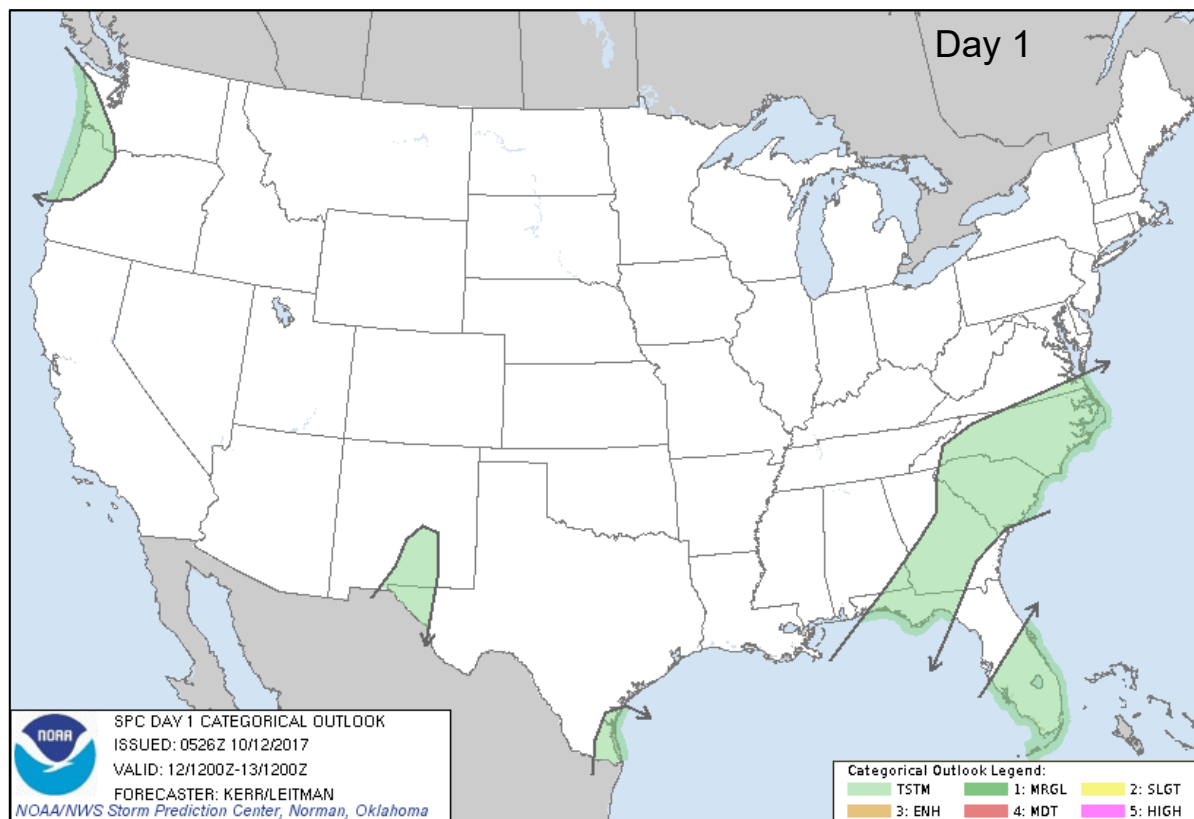 Day 1
SPC DAY 1 CATEGORICAL OUTLOOK
ISSUED: 0526Z 10/12/2017
VALID: 12/1200Z-13/1200Z
FORECASTER: KERR/LEITMAN
NOAA
NOAA/NWS Storm Prediction Center, Norman, Oklahoma
Categorical Outlook Legend:
TSTM 1: MRGL 2: SLGT
3: ENH 4: MDT 5: HIGH